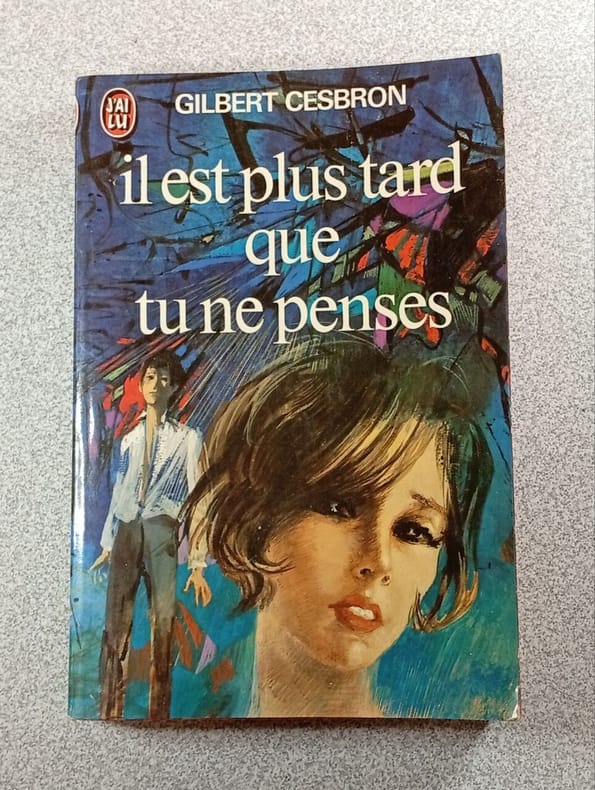 J'AI
LU
GILBERT CESBRON
il est plus tard
que
tu ne penses